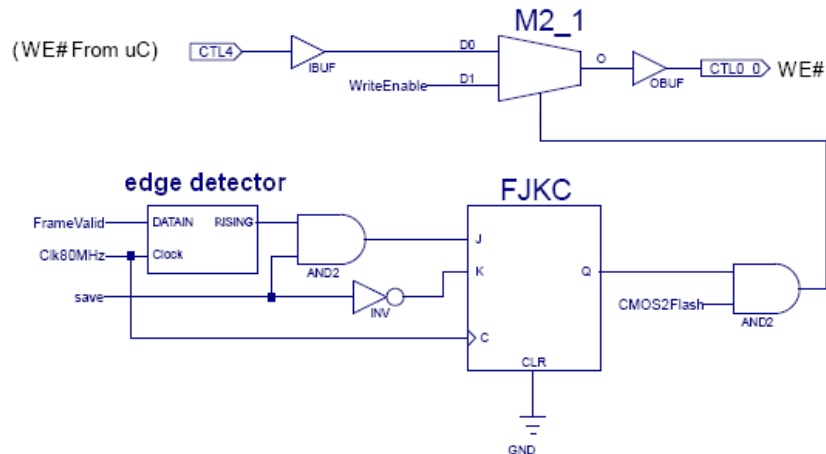 M2_1
(WE# From uC)
CTL4
IBUF
D0
D1
WriteEnable
O
OBUF
CTL0_0
WE#
edge detector
FrameValid
DATAIN
RISING
Clk80MHz
Clock
AND2
save
INV
FJKC
J
K
C
Q
CLR
GND
CMOS2Flash
AND2